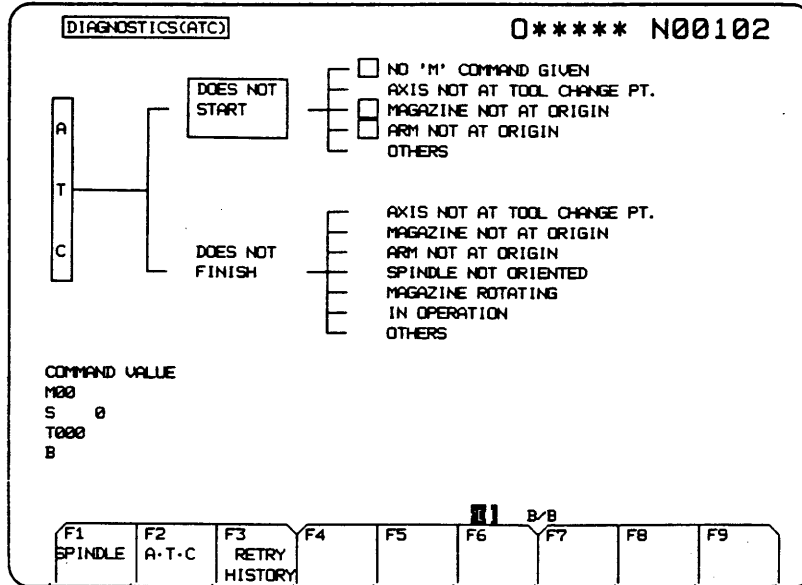 DIAGNOSTICS(ATC)
O***** N00102
NO 'M' COMMAND GIVEN
DOES NOT START
AXIS NOT AT TOOL CHANGE PT.
MAGAZINE NOT AT ORIGIN
ARM NOT AT ORIGIN
OTHERS
A
T
C
DOES NOT FINISH
AXIS NOT AT TOOL CHANGE PT.
MAGAZINE NOT AT ORIGIN
ARM NOT AT ORIGIN
SPINDLE NOT ORIENTED
MAGAZINE ROTATING
IN OPERATION
OTHERS
COMMAND VALUE
M00
S 0
T000
B
B/B
F1 SPINDLE
F2 A·T·C
F3 RETRY HISTORY
F4
F5
F6
F7
F8
F9